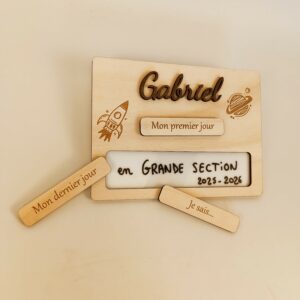 Gabriel
Mon premier jour
en GRANDE SECTION
2025-2026
Mon dernier jour
Je sais...